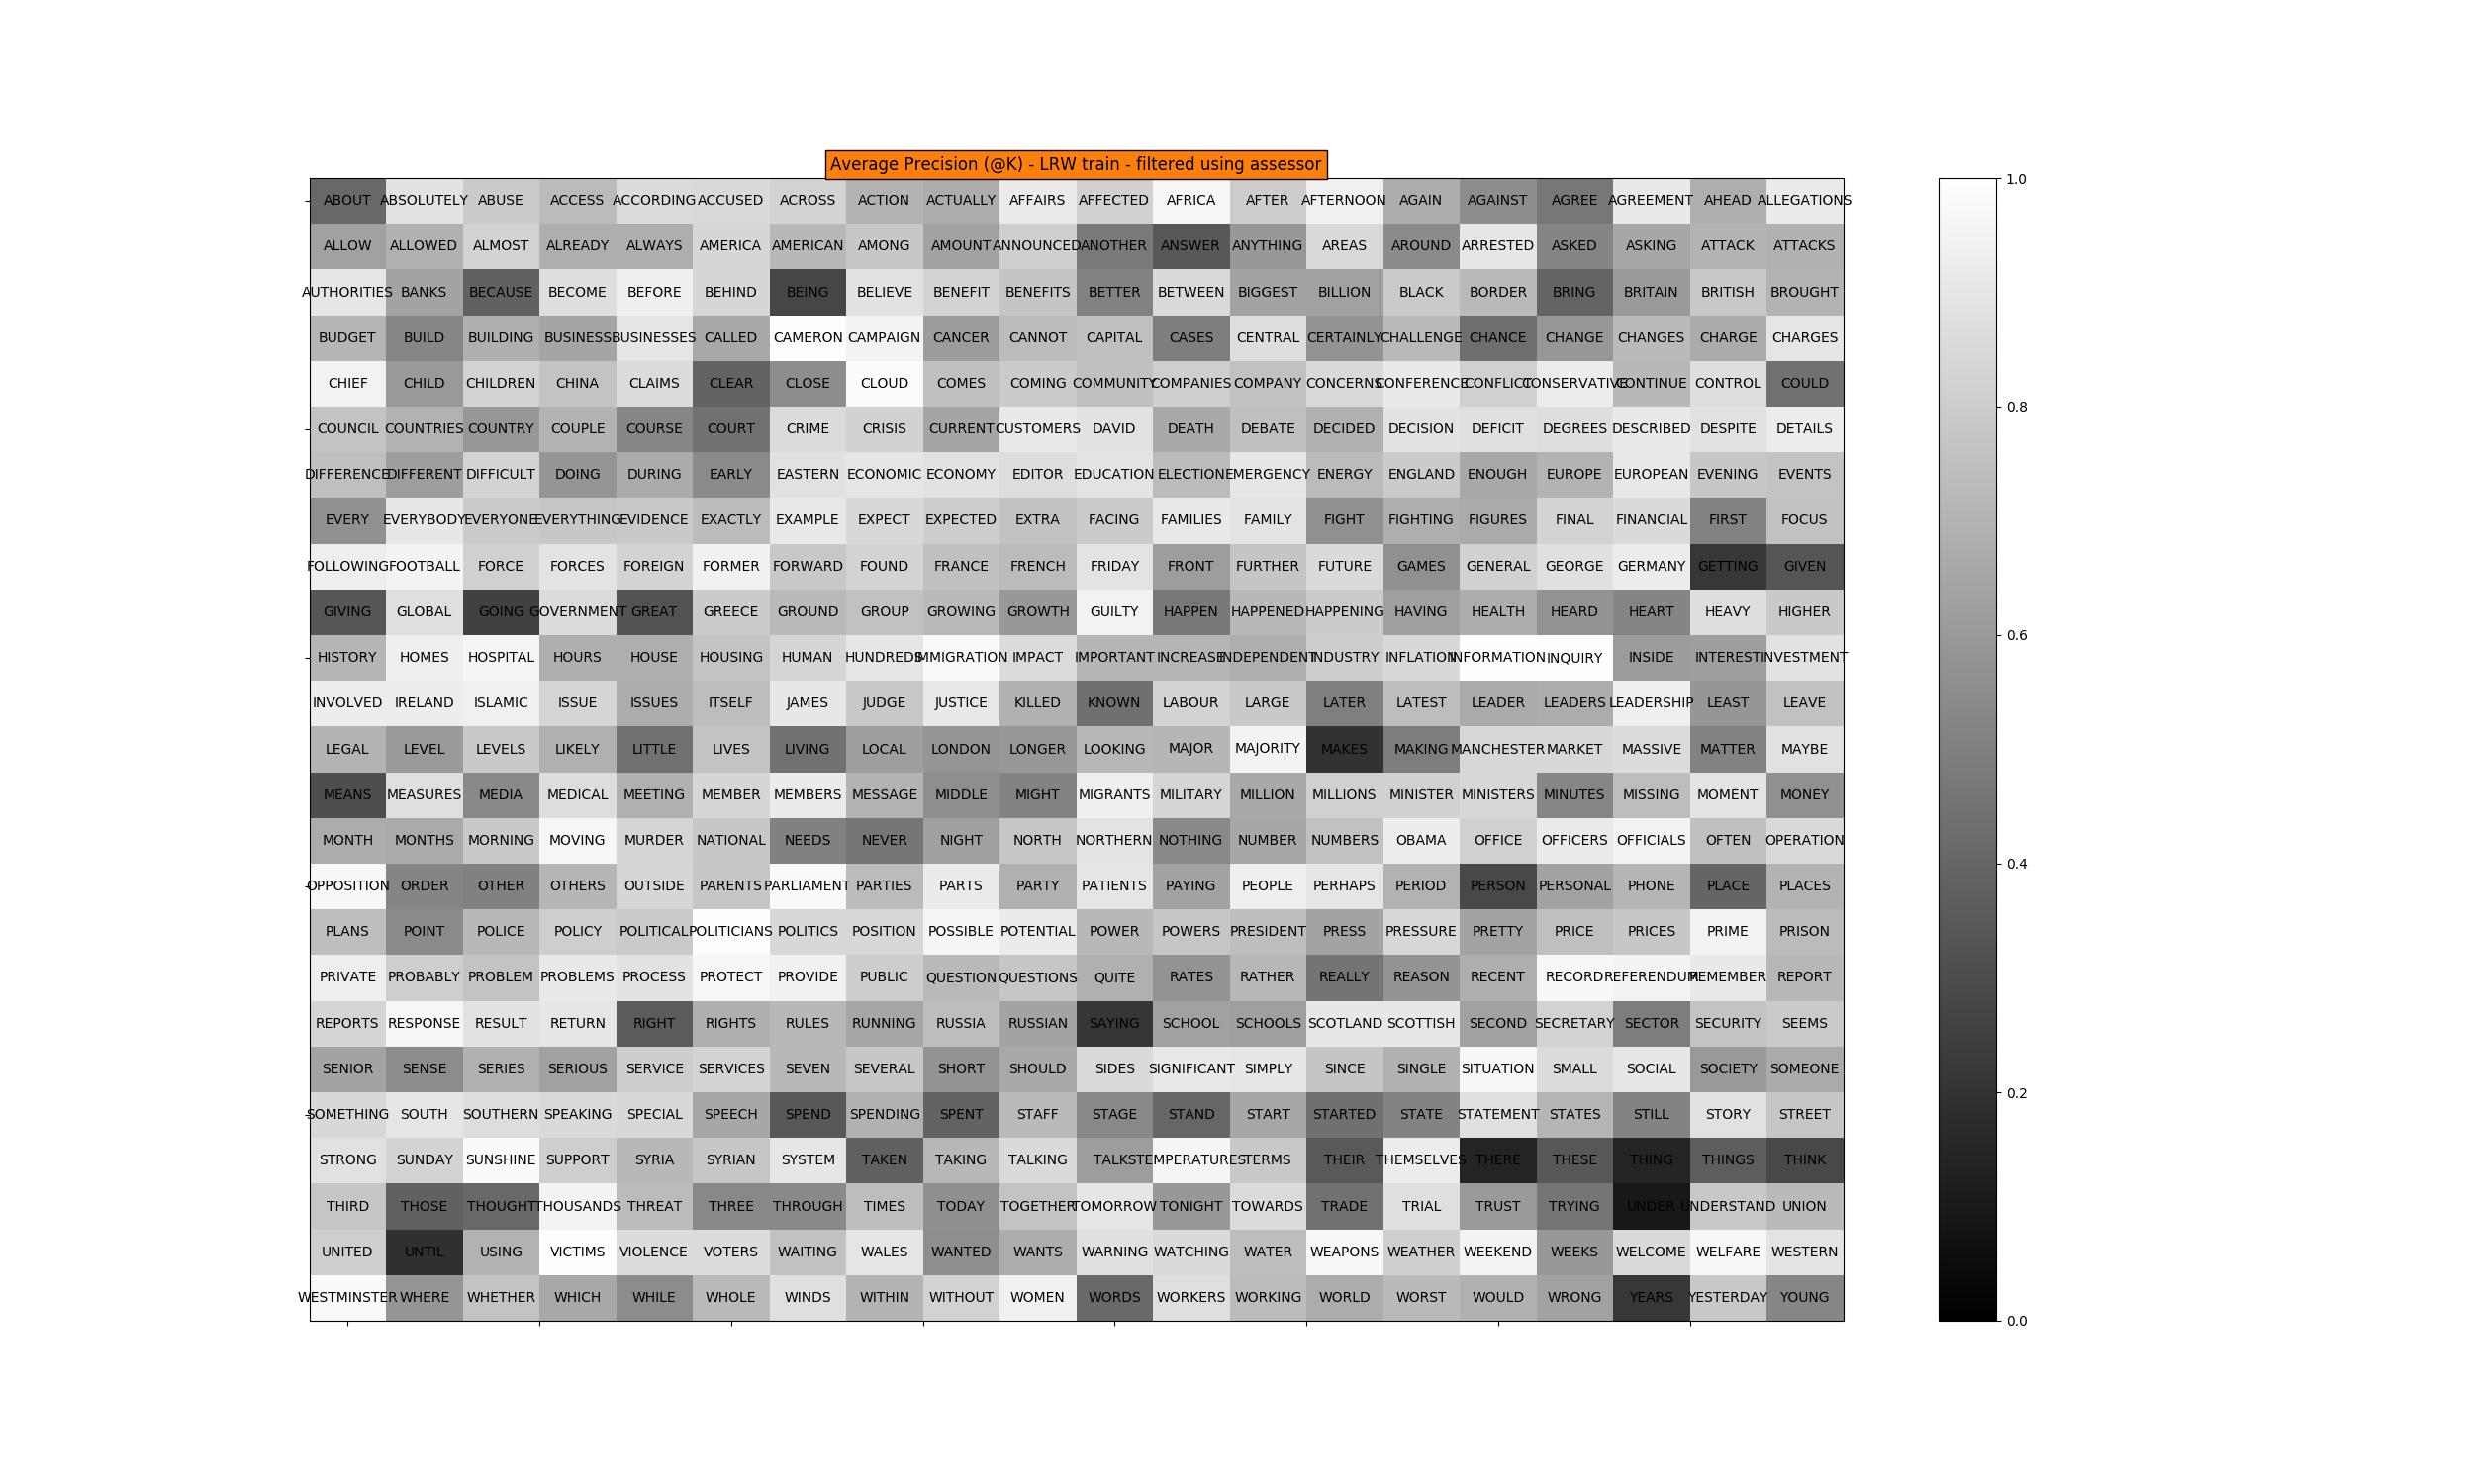 Average Precision (@K) - LRW train - filtered using assessor
ABOUT ABSOLUTELY ABUSE ACCESS ACCORDING ACCUSED ACROSS ACTION ACTUALLY AFFAIRS AFFECTED AFRICA AFTER AFTERNOON AGAIN AGAINST AGREE AGREEMENT AHEAD ALLEGATIONS
ALLOW ALLOWED ALMOST ALREADY ALWAYS AMERICA AMERICAN AMONG AMOUNT ANNOUNCED ANOTHER ANSWER ANYTHING AREAS AROUND ARRESTED ASKED ASKING ATTACK ATTACKS
AUTHORITIES BANKS BECAUSE BECOME BEFORE BEHIND BEING BELIEVE BENEFIT BENEFITS BETTER BETWEEN BIGGEST BILLION BLACK BORDER BRING BRITAIN BRITISH BROUGHT
BUDGET BUILD BUILDING BUSINESS BUSINESSES CALLED CAMERON CAMPAIGN CANCER CANNOT CAPITAL CASES CENTRAL CERTAINLY CHALLENGE CHANCE CHANGE CHANGES CHARGE CHARGES
CHIEF CHILD CHILDREN CHINA CLAIMS CLEAR CLOSE CLOUD COMES COMING COMMUNITY COMPANIES COMPANY CONCERNS CONFERENCE CONFLICT CONSERVATIVE CONTINUE CONTROL COULD
COUNCIL COUNTRIES COUNTRY COUPLE COURSE COURT CRIME CRISIS CURRENT CUSTOMERS DAVID DEATH DEBATE DECIDED DECISION DEFICIT DEGREES DESCRIBED DESPITE DETAILS
DIFFERENCE DIFFERENT DIFFICULT DOING DURING EARLY EASTERN ECONOMIC ECONOMY EDITOR EDUCATION ELECTION EMERGENCY ENERGY ENGLAND ENOUGH EUROPE EUROPEAN EVENING EVENTS
EVERY EVERYBODY EVERYONE EVERYTHING EVIDENCE EXACTLY EXAMPLE EXPECT EXPECTED EXTRA FACING FAMILIES FAMILY FIGHT FIGHTING FIGURES FINAL FINANCIAL FIRST FOCUS
FOLLOWING FOOTBALL FORCE FORCES FOREIGN FORMER FORWARD FOUND FRANCE FRENCH FRIDAY FRONT FURTHER FUTURE GAMES GENERAL GEORGE GERMANY GETTING GIVEN
GIVING GLOBAL GOING GOVERNMENT GREAT GREECE GROUND GROUP GROWING GROWTH GUILTY HAPPEN HAPPENED HAPPENING HAVING HEALTH HEARD HEART HEAVY HIGHER
HISTORY HOMES HOSPITAL HOURS HOUSE HOUSING HUMAN HUNDREDS IMMIGRATION IMPACT IMPORTANT INCREASE INDEPENDENT INDUSTRY INFLATION INFORMATION INQUIRY INSIDE INTEREST INVESTMENT
INVOLVED IRELAND ISLAMIC ISSUE ISSUES ITSELF JAMES JUDGE JUSTICE KILLED KNOWN LABOUR LARGE LATER LATEST LEADER LEADERS LEADERSHIP LEAST LEAVE
LEGAL LEVEL LEVELS LIKELY LITTLE LIVES LIVING LOCAL LONDON LONGER LOOKING MAJOR MAJORITY MAKES MAKING MANCHESTER MARKET MASSIVE MATTER MAYBE
MEANS MEASURES MEDIA MEDICAL MEETING MEMBER MEMBERS MESSAGE MIDDLE MIGHT MIGRANTS MILITARY MILLION MILLIONS MINISTER MINISTERS MINUTES MISSING MOMENT MONEY
MONTH MONTHS MORNING MOVING MURDER NATIONAL NEEDS NEVER NIGHT NORTH NORTHERN NOTHING NUMBER NUMBERS OBAMA OFFICE OFFICERS OFFICIALS OFTEN OPERATION
OPPOSITION ORDER OTHER OTHERS OUTSIDE PARENTS PARLIAMENT PARTIES PARTS PARTY PATIENTS PAYING PEOPLE PERHAPS PERIOD PERSON PERSONAL PHONE PLACE PLACES
PLANS POINT POLICE POLICY POLITICAL POLITICIANS POLITICS POSITION POSSIBLE POTENTIAL POWER POWERS PRESIDENT PRESS PRESSURE PRETTY PRICE PRICES PRIME PRISON
PRIVATE PROBABLY PROBLEM PROBLEMS PROCESS PROTECT PROVIDE PUBLIC QUESTION QUESTIONS QUITE RATES RATHER REALLY REASON RECENT RECORD REFERENDUM REMEMBER REPORT
REPORTS RESPONSE RESULT RETURN RIGHT RIGHTS RULES RUNNING RUSSIA RUSSIAN SAYING SCHOOL SCHOOLS SCOTLAND SCOTTISH SECOND SECRETARY SECTOR SECURITY SEEMS
SENIOR SENSE SERIES SERIOUS SERVICE SERVICES SEVEN SEVERAL SHORT SHOULD SIDES SIGNIFICANT SIMPLY SINCE SINGLE SITUATION SMALL SOCIAL SOCIETY SOMEONE
SOMETHING SOUTH SOUTHERN SPEAKING SPECIAL SPEECH SPEND SPENDING SPENT STAFF STAGE STAND START STARTED STATE STATEMENT STATES STILL STORY STREET
STRONG SUNDAY SUNSHINE SUPPORT SYRIA SYRIAN SYSTEM TAKEN TAKING TALKING TALKS TEMPERATURES TERMS THEIR THEMSELVES THERE THESE THING THINGS THINK
THIRD THOSE THOUGHT THOUSANDS THREAT THREE THROUGH TIMES TODAY TOGETHER TOMORROW TONIGHT TOWARDS TRADE TRIAL TRUST TRYING UNDER UNDERSTAND UNION
UNITED UNTIL USING VICTIMS VIOLENCE VOTERS WAITING WALES WANTED WANTS WARNING WATCHING WATER WEAPONS WEATHER WEEKEND WEEKS WELCOME WELFARE WESTERN
WESTMINSTER WHERE WHETHER WHICH WHILE WHOLE WINDS WITHIN WITHOUT WOMEN WORDS WORKERS WORKING WORLD WORST WOULD WRONG YEARS YESTERDAY YOUNG
1.0
0.8
0.6
0.4
0.2
0.0